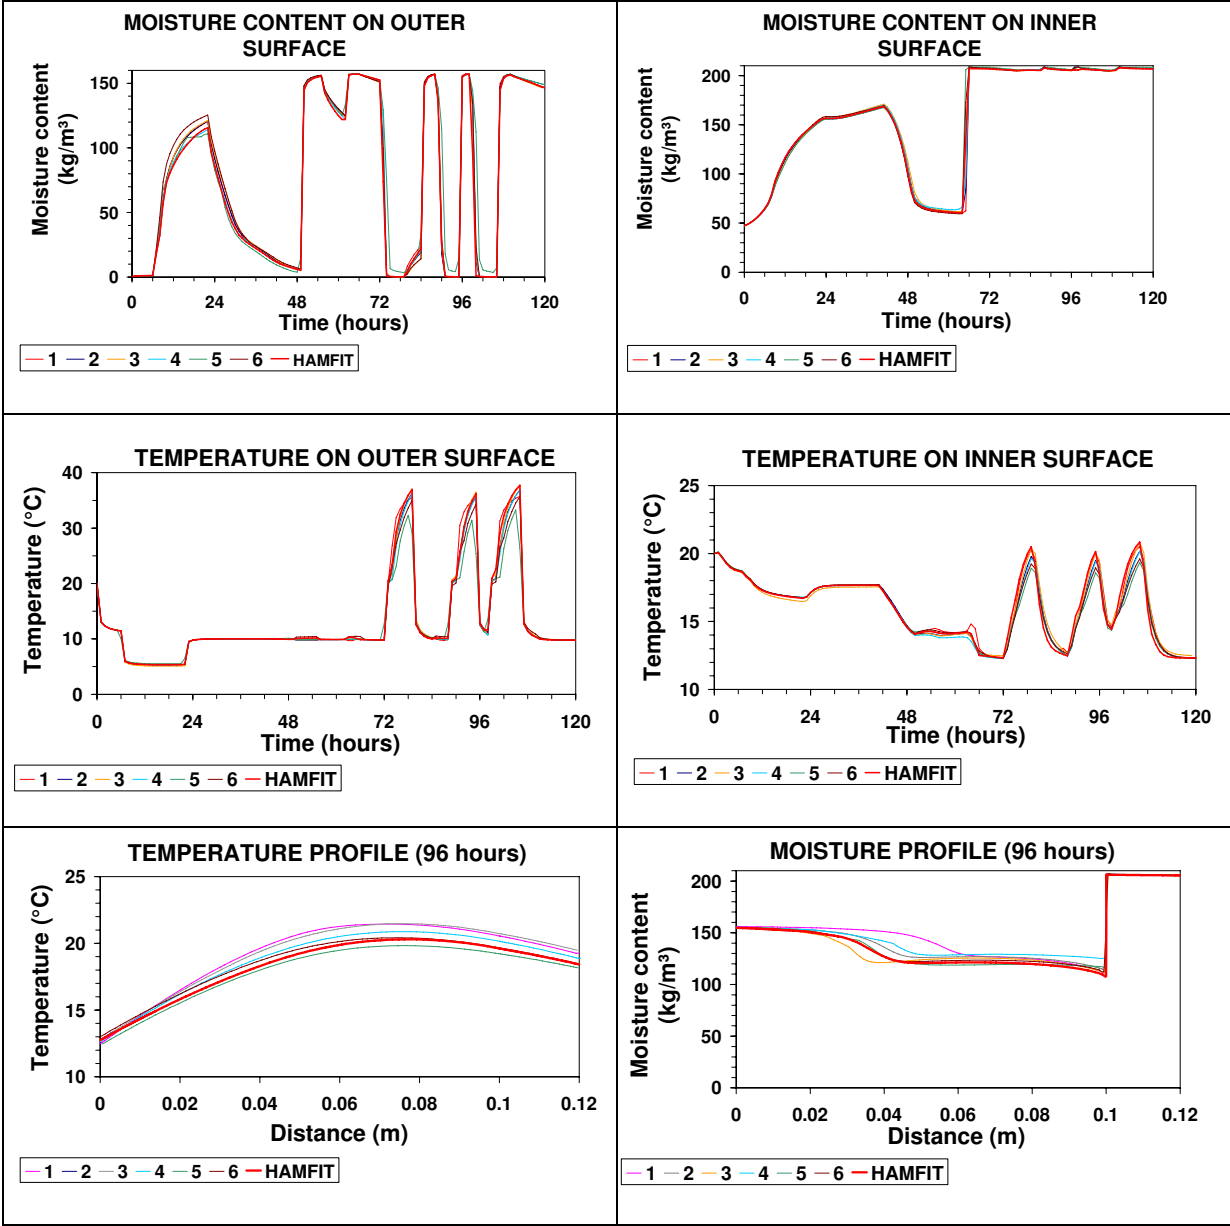 MOISTURE CONTENT ON OUTER
SURFACE
Moisture content
(kg/m³)
150
100
50
0
0 24 48 72 96 120
Time (hours)
1 2 3 4 5 6 HAMFIT
MOISTURE CONTENT ON INNER
SURFACE
Moisture content
(kg/m³)
200
150
100
50
0
0 24 48 72 96 120
Time (hours)
1 2 3 4 5 6 HAMFIT
TEMPERATURE ON OUTER SURFACE
Temperature (°C)
40
30
20
10
0
0 24 48 72 96 120
Time (hours)
1 2 3 4 5 6 HAMFIT
TEMPERATURE ON INNER SURFACE
Temperature (°C)
25
20
15
10
0 24 48 72 96 120
Time (hours)
1 2 3 4 5 6 HAMFIT
TEMPERATURE PROFILE (96 hours)
Temperature (°C)
25
20
15
10
0 0.02 0.04 0.06 0.08 0.1 0.12
Distance (m)
1 2 3 4 5 6 HAMFIT
MOISTURE PROFILE (96 hours)
Moisture content
(kg/m³)
200
150
100
50
0
0 0.02 0.04 0.06 0.08 0.1 0.12
Distance (m)
1 2 3 4 5 6 HAMFIT